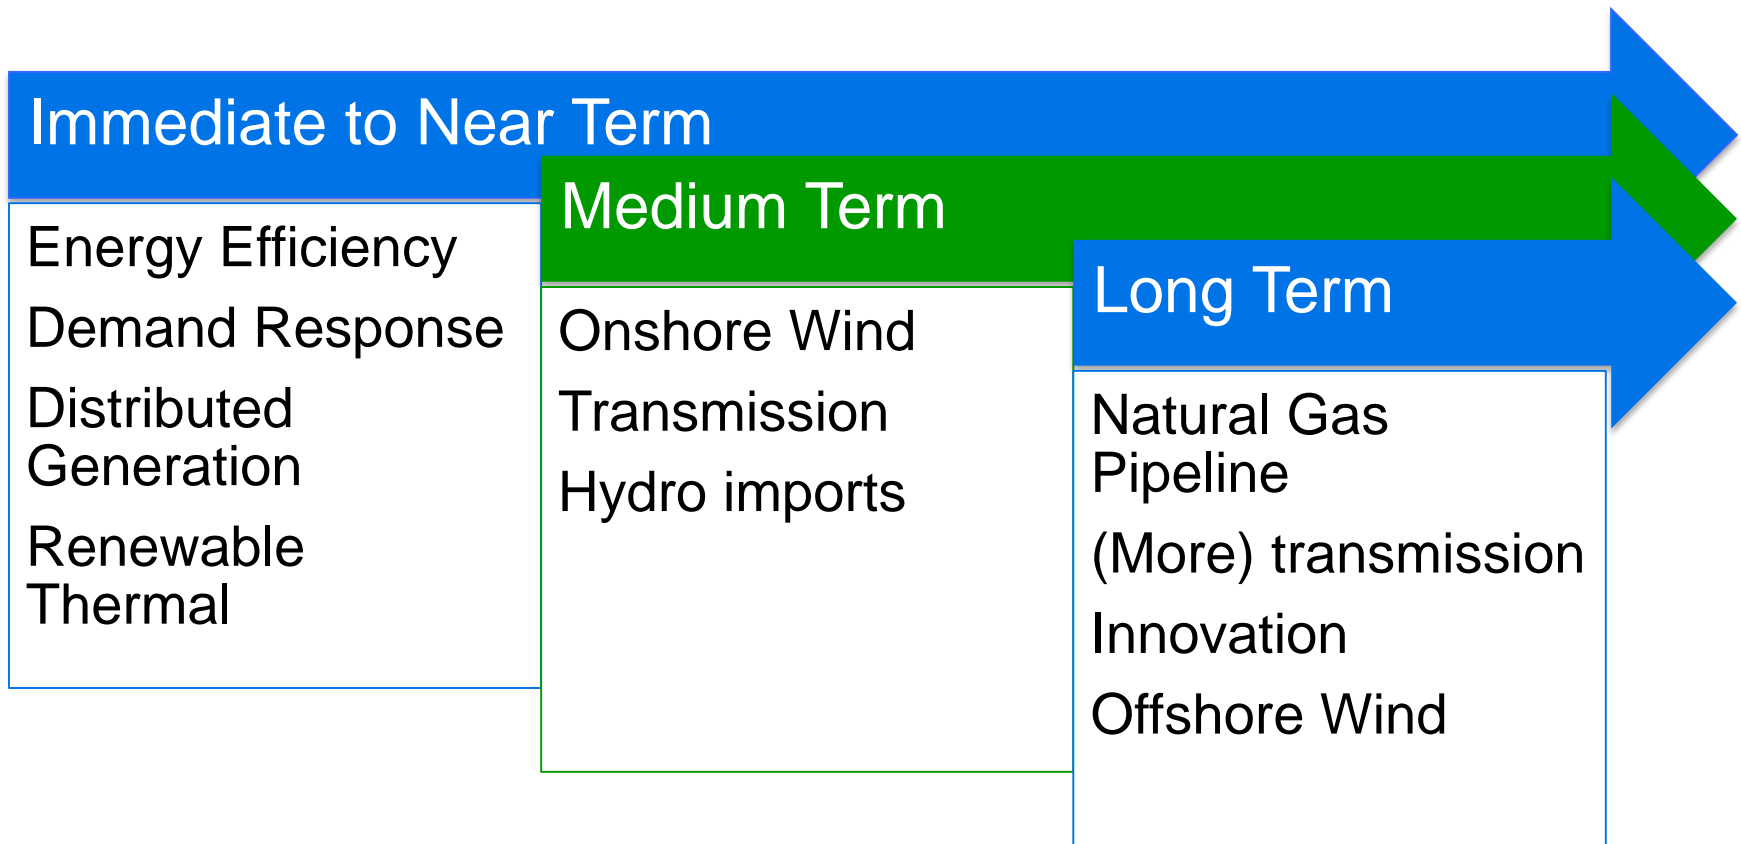 Immediate to Near Term
Energy Efficiency
Demand Response
Distributed
Generation
Renewable
Thermal
Medium Term
Onshore Wind
Transmission
Hydro imports
Long Term
Natural Gas
Pipeline
(More) transmission
Innovation
Offshore Wind